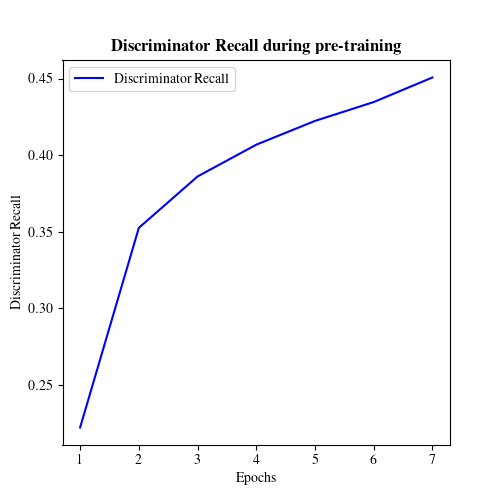 Discriminator Recall during pre-training
Discriminator Recall
0.45
0.40
0.35
0.30
0.25
Discriminator Recall
1 2 3 4 5 6 7
Epochs